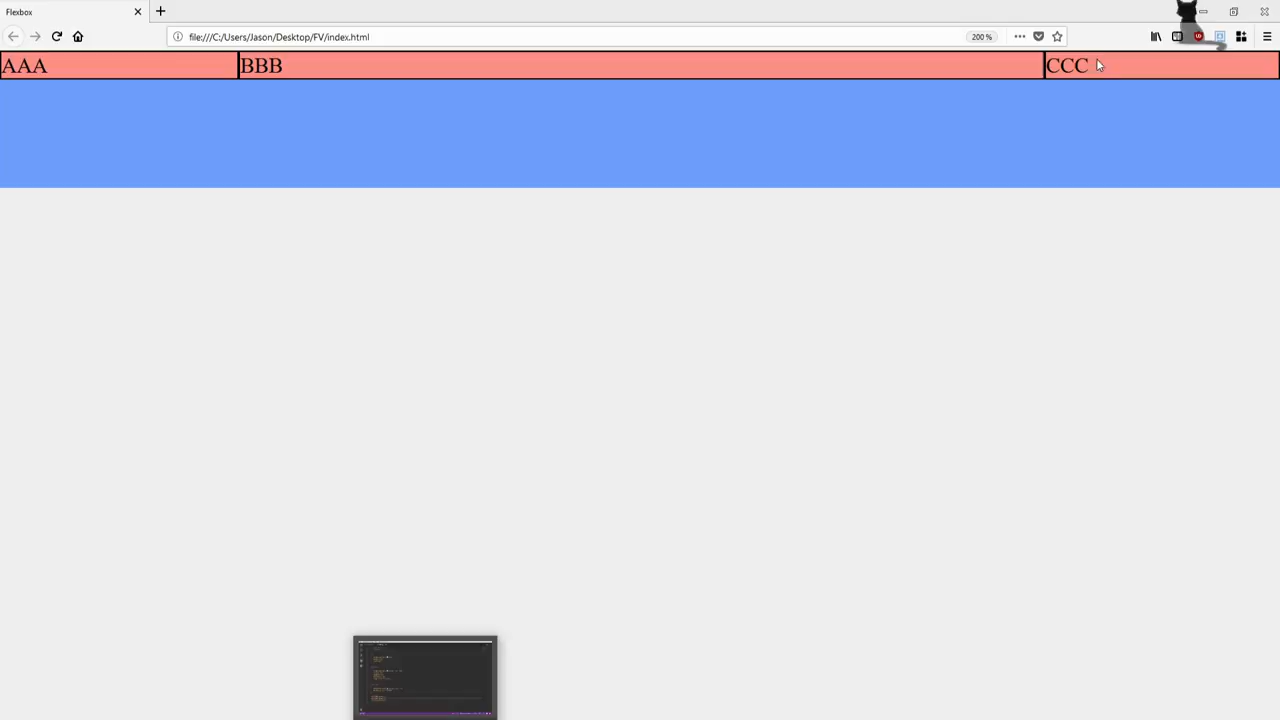 Flexbox
file:///C:/Users/Jason/Desktop/FV/index.html
200 %
AAA
BBB
CCC